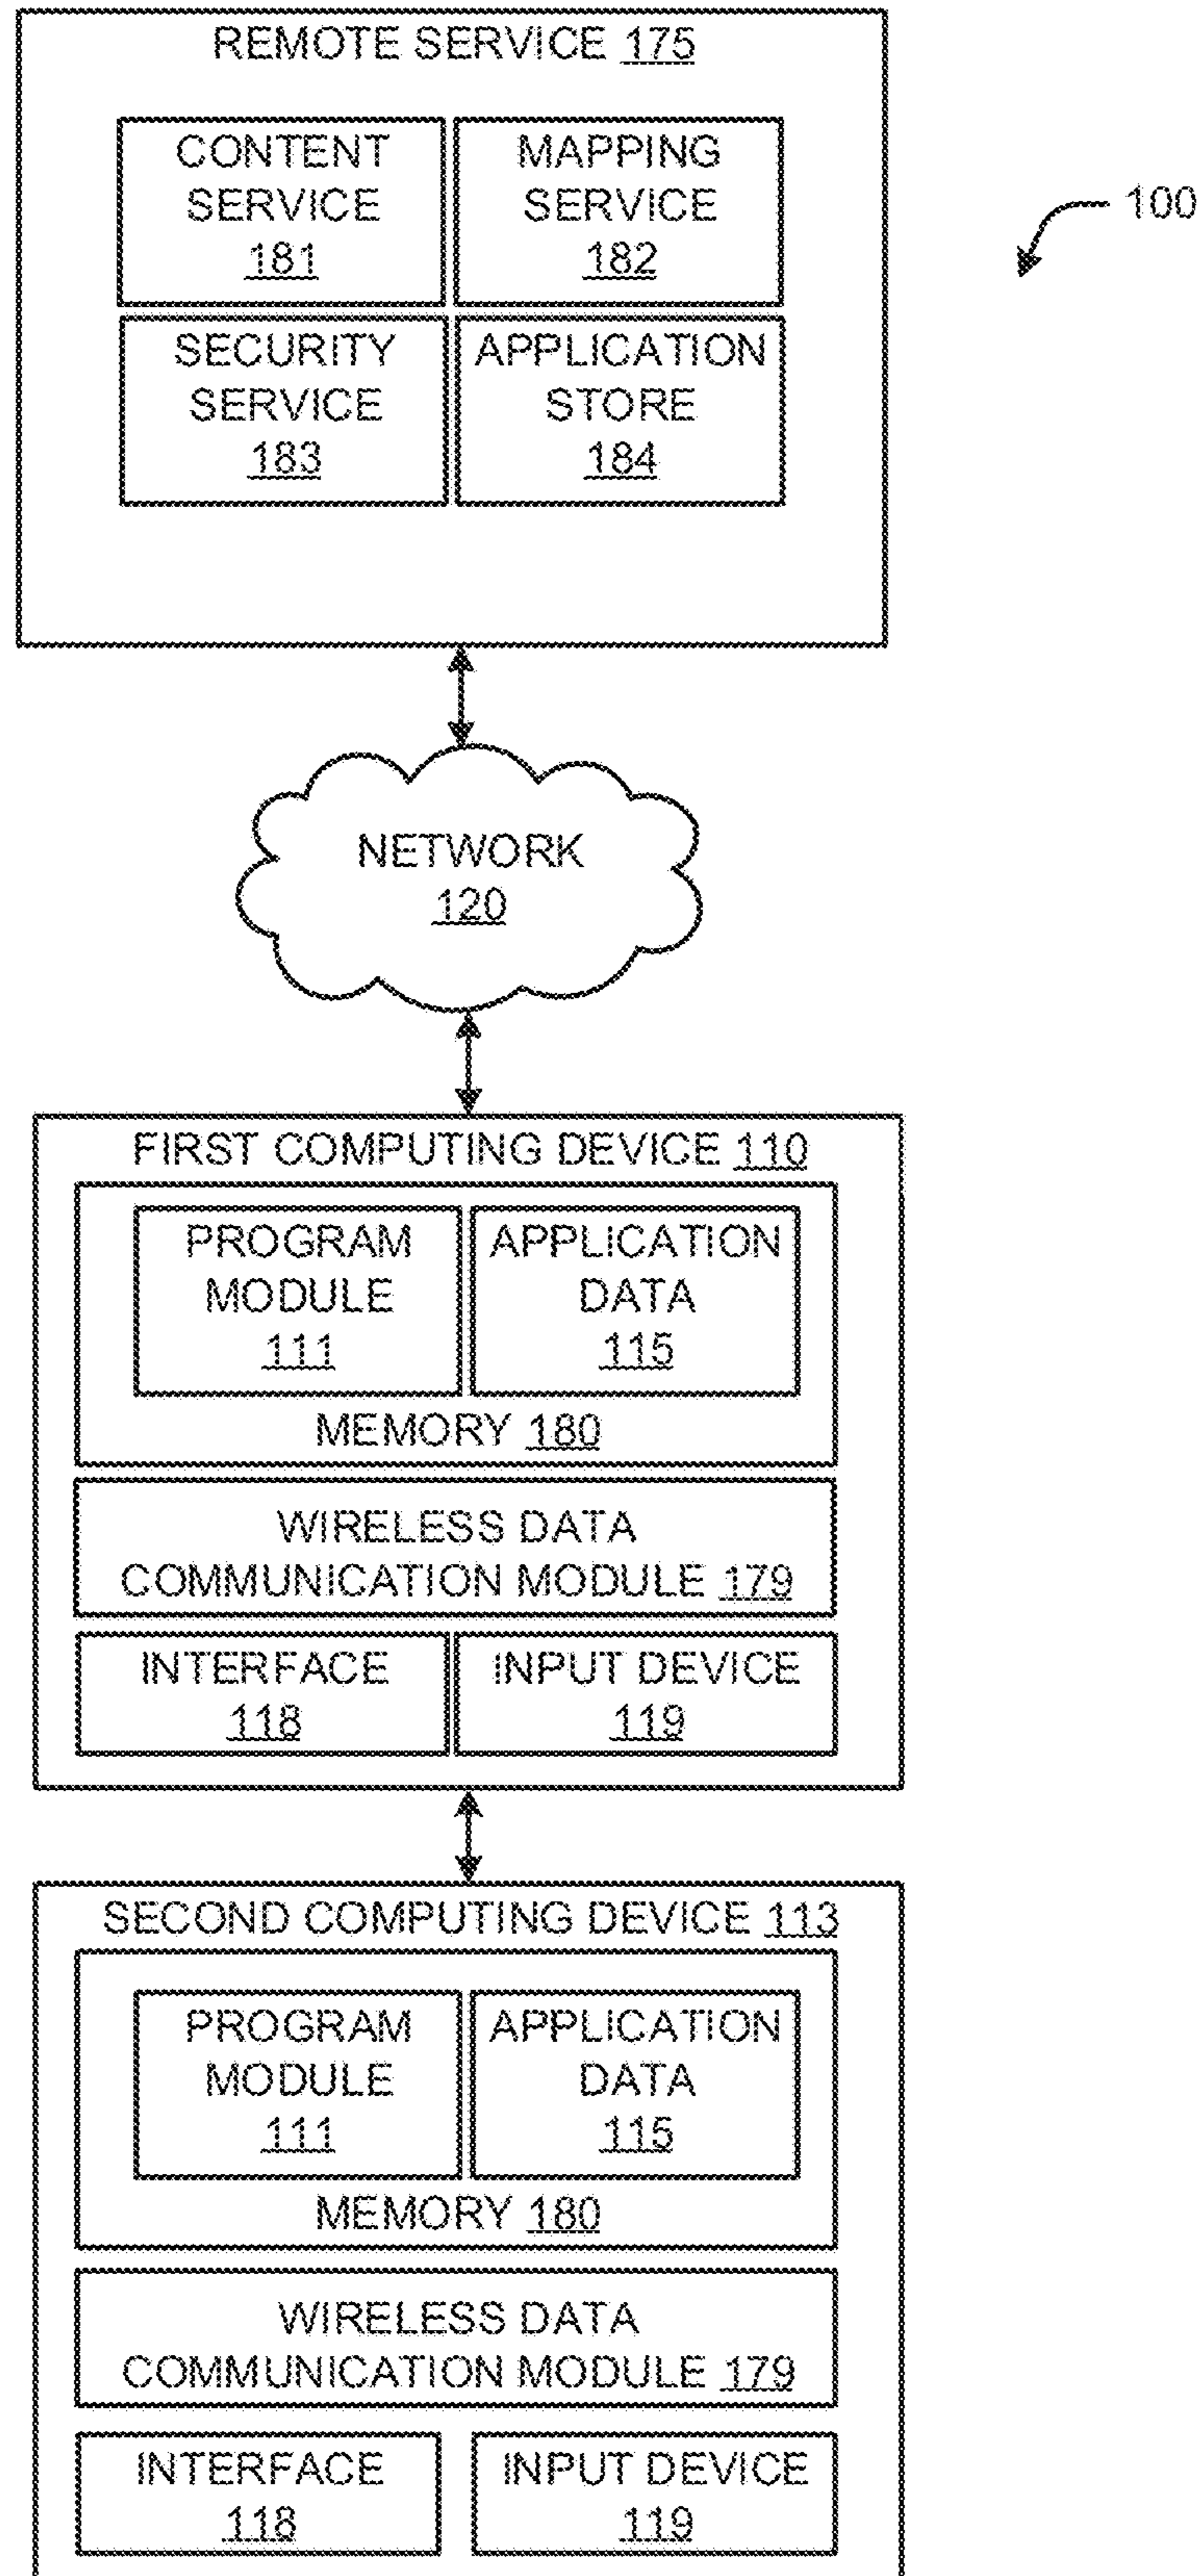 REMOTE SERVICE 175
CONTENT
SERVICE
181
MAPPING
SERVICE
182
100
SECURITY
SERVICE
183
APPLICATION
STORE
184
NETWORK
120
FIRST COMPUTING DEVICE 110
PROGRAM
MODULE
111
APPLICATION
DATA
115
MEMORY 180
WIRELESS DATA
COMMUNICATION MODULE 179
INTERFACE
118
INPUT DEVICE
119
SECOND COMPUTING DEVICE 113
PROGRAM
MODULE
111
APPLICATION
DATA
115
MEMORY 180
WIRELESS DATA
COMMUNICATION MODULE 179
INTERFACE
118
INPUT DEVICE
119